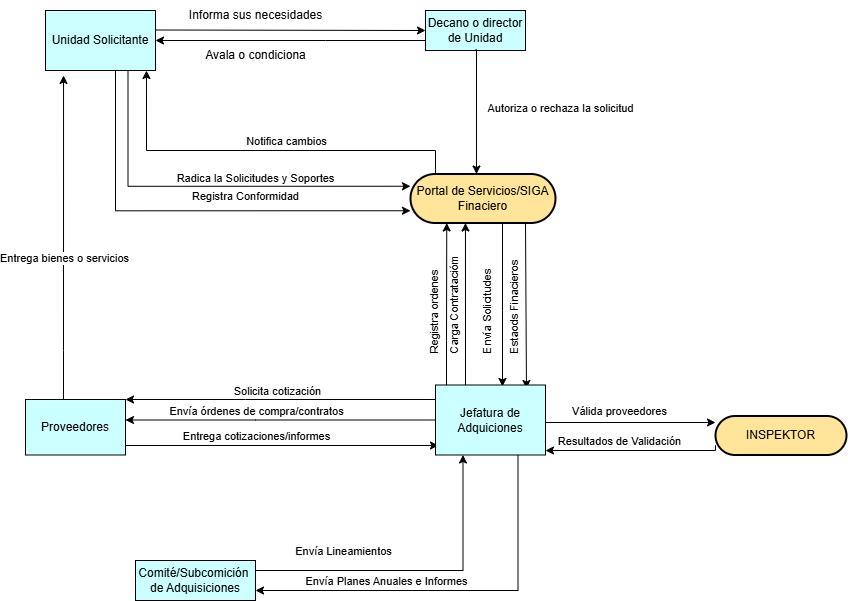 Informa sus necesidades
Unidad Solicitante
Decano o director
de Unidad
Avala o condiciona
Autoriza o rechaza la solicitud
Notifica cambios
Radica la Solicitudes y Soportes
Registra Conformidad
Portal de Servicios/SIGA
Finaciero
Entrega bienes o servicios
Registra ordenes
Carga Contratación
Envía Solicitudes
Estaods Finacieros
Solicita cotización
Envía órdenes de compra/contratos
Entrega cotizaciones/informes
Proveedores
Jefatura de
Adquiciones
Válida proveedores
Resultados de Validación
INSPEKTOR
Envía Lineamientos
Comité/Subcomición
de Adquisiciones
Envía Planes Anuales e Informes